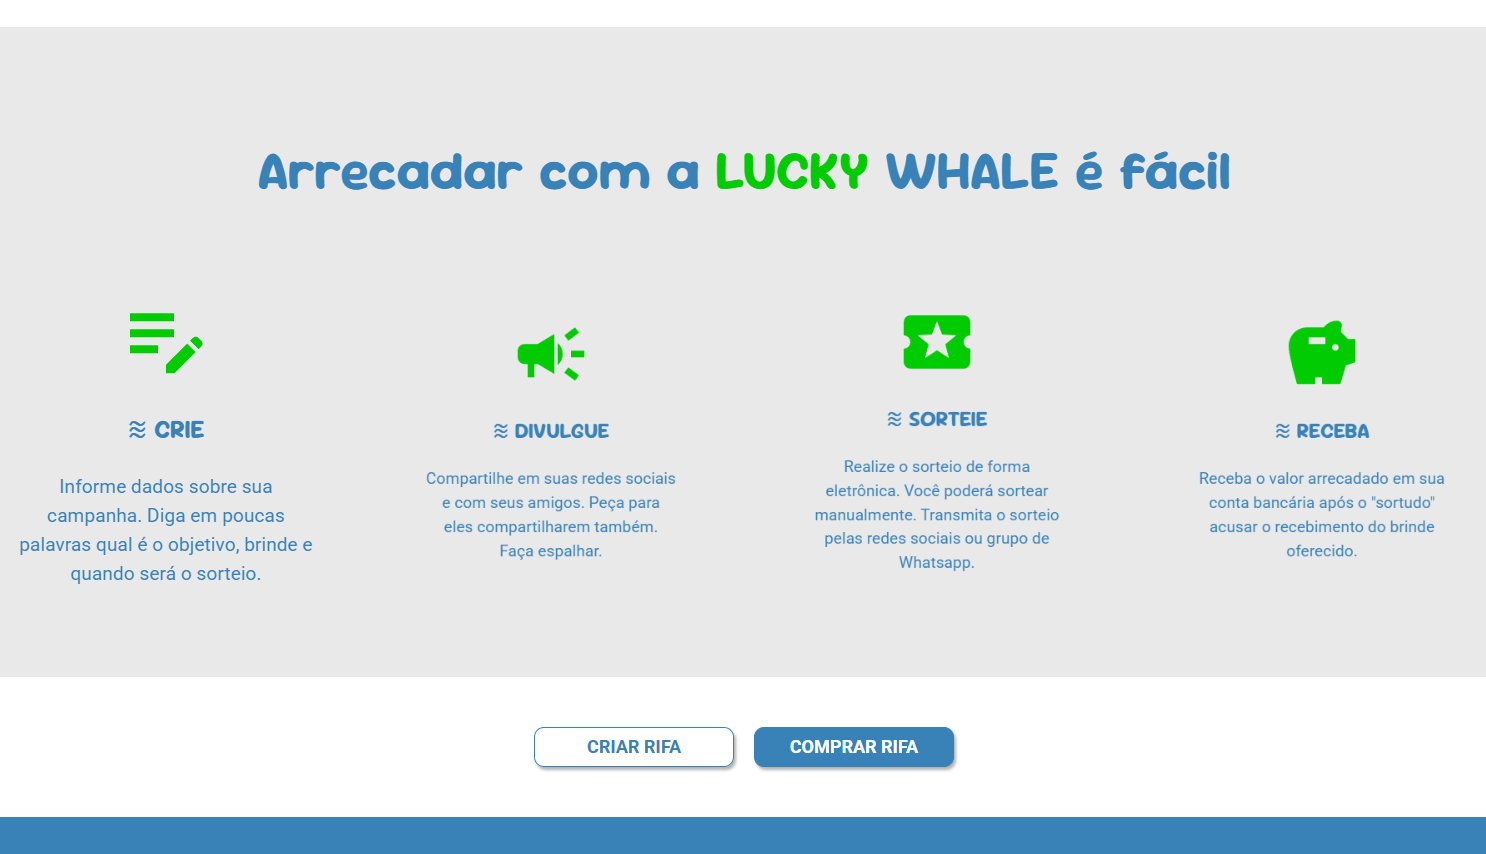 Arrecadar com a LUCKY WHALE é fácil
CRIE
Informe dados sobre sua
campanha. Diga em poucas
palavras qual é o objetivo, brinde e
quando será o sorteio.
DIVULGUE
Compartilhe em suas redes sociais
e com seus amigos. Peça para
eles compartilharem também.
Faça espalhar.
SORTEIE
Realize o sorteio de forma
eletrônica. Você poderá sortear
manualmente. Transmita o sorteio
pelas redes sociais ou grupo de
Whatsapp.
RECEBA
Receba o valor arrecadado em sua
conta bancária após o "sortudo"
acusar o recebimento do brinde
oferecido.
CRIAR RIFA
COMPRAR RIFA